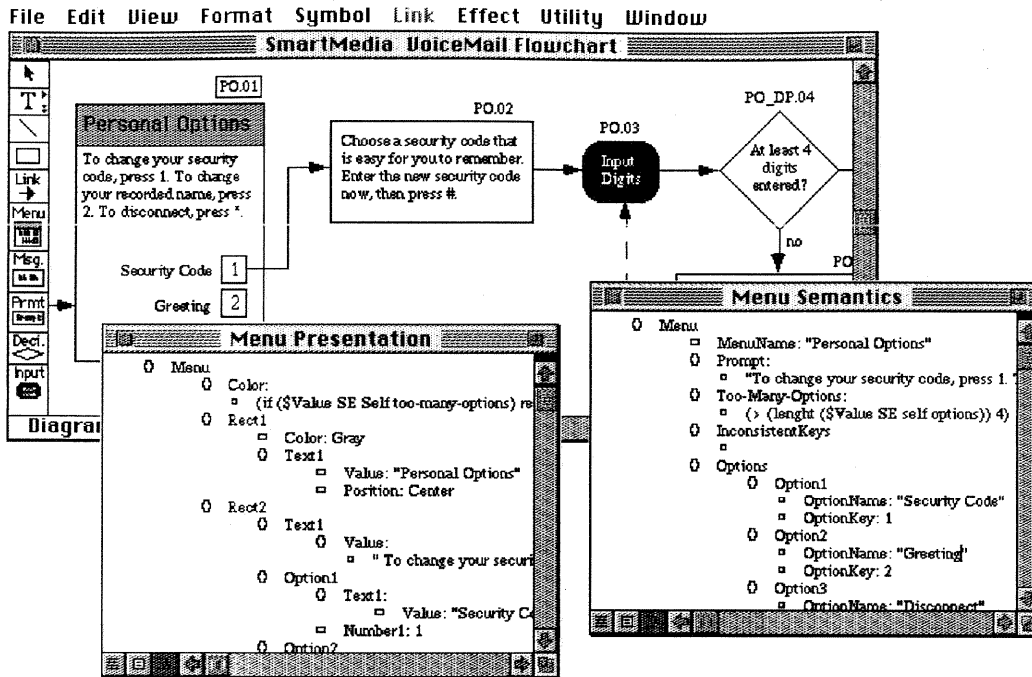 File Edit View Format Symbol Link Effect Utility Window
SmartMedia VoiceMail Flowchart
T
Link
Menu
Msg.
Prmt
Deci.
Input
PO.01
Personal Options
To change your security
code, press 1. To change
your recorded name, press
2. To disconnect, press *.
Security Code 1
Greeting 2
PO.02
Choose a security code that
is easy for you to remember.
Enter the new security code
now, then press #.
PO.03
Input
Digits
PO_DP.04
At least 4
digits
entered?
no
PO
Diagra
Menu Presentation
Menu
Color:
(if ($Value SE Self too-many-options) re
Rect1
Color: Gray
Text1
Value: "Personal Options"
Position: Center
Rect2
Text1
Value:
" To change your securi
Option1
Text1:
Value: "Security Co
Number1: 1
Option2
Menu Semantics
Menu
MenuName: "Personal Options"
Prompt:
"To change your security code, press 1.
Too-Many-Options:
(> (lenght ($Value SE self options)) 4)
InconsistentKeys
Options
Option1
OptionName: "Security Code"
OptionKey: 1
Option2
OptionName: "Greeting"
OptionKey: 2
Option3
OptionName: "Disconnect"